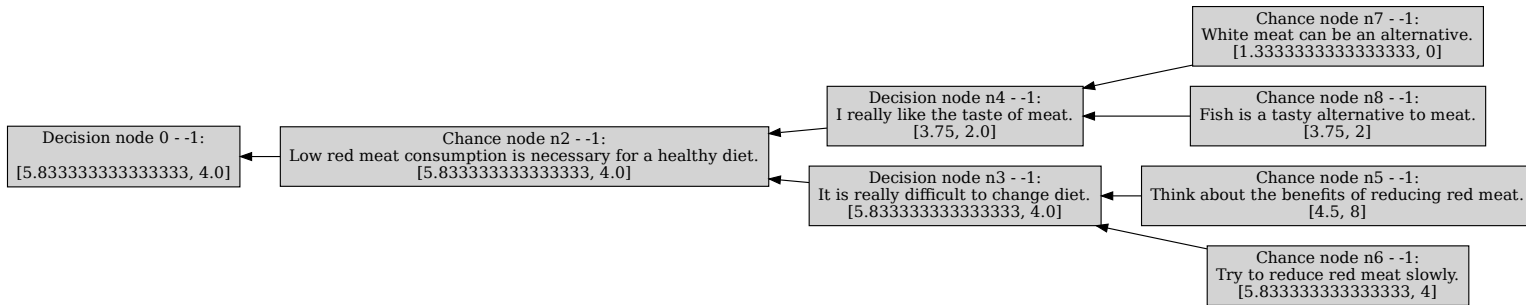 Decision node 0 - -1:
[5.833333333333333, 4.0]
Chance node n2 - -1:
Low red meat consumption is necessary for a healthy diet.
[5.833333333333333, 4.0]
Decision node n4 - -1:
I really like the taste of meat.
[3.75, 2.0]
Decision node n3 - -1:
It is really difficult to change diet.
[5.833333333333333, 4.0]
Chance node n7 - -1:
White meat can be an alternative.
[1.3333333333333333, 0]
Chance node n8 - -1:
Fish is a tasty alternative to meat.
[3.75, 2]
Chance node n5 - -1:
Think about the benefits of reducing red meat.
[4.5, 8]
Chance node n6 - -1:
Try to reduce red meat slowly.
[5.833333333333333, 4]